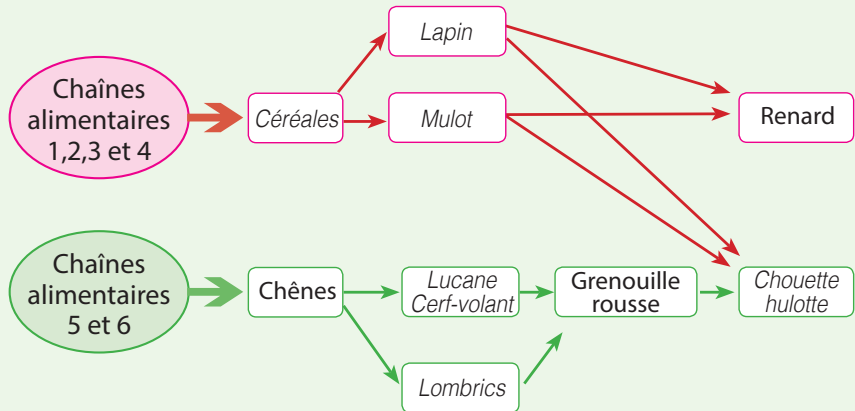 Chaînes
alimentaires
1,2,3 et 4
Céréales
Lapin
Mulot
Renard
Chaînes
alimentaires
5 et 6
Chênes
Lucane
Cerf-volant
Lombrics
Grenouille
rousse
Chouette
hulotte